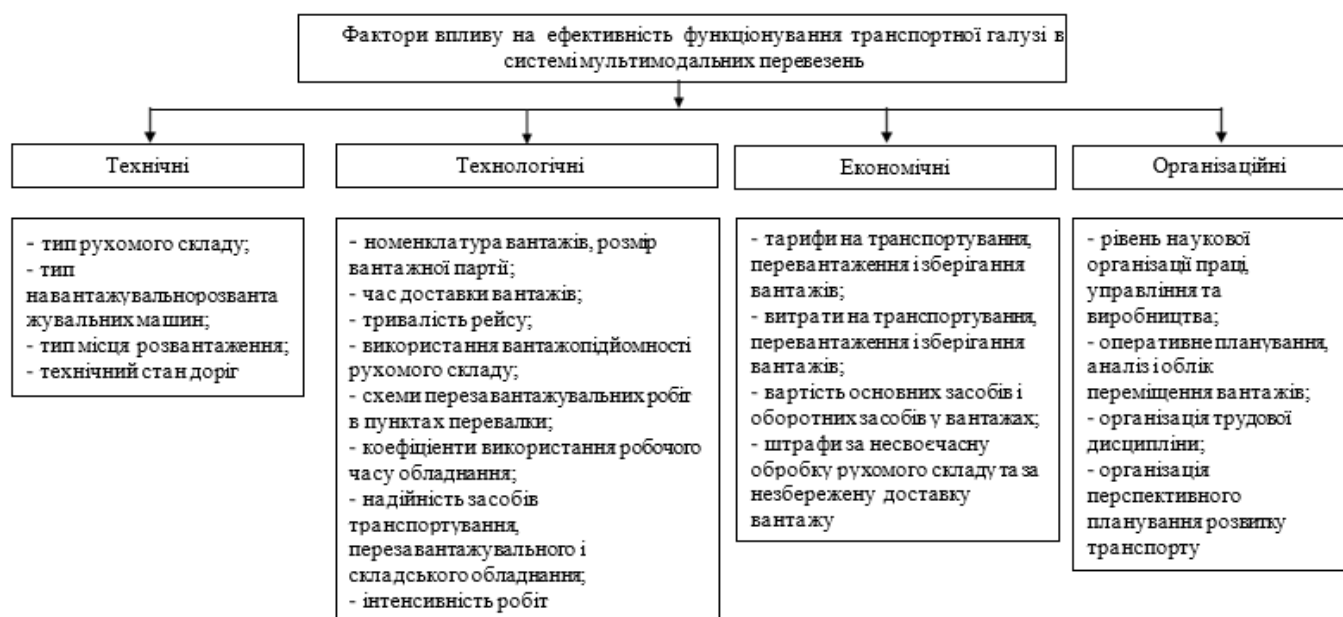 Фактори впливу на ефективність функціонування транспортної галузі в
системі мультимодальних перевезень
Технічні
Технологічні
Економічні
Організаційні
- тип рухомого складу;
- тип
навантажувальнорозванта
жувальних машин;
- тип місця розвантаження;
- технічний стан доріг
- номенклатура вантажів, розмір
вантажної партії;
- час доставки вантажів;
- тривалість рейсу;
- використання вантажопідйомності
рухомого складу;
- схеми перезавантажувальних робіт
в пунктах перевалки;
- коефіцієнти використання робочого
часу обладнання;
- надійність засобів
транспортування,
перезавантажувального і
складського обладнання;
- інтенсивність робіт
- тарифи на транспортування,
перевантаження і зберігання
вантажів;
- витрати на транспортування,
перевантаження і зберігання
вантажів;
- вартість основних засобів і
оборотних засобів у вантажах;
- штрафи за несвоєчасну
обробку рухомого складу та за
незбережену доставку
вантажу
- рівень наукової
організації праці,
управління та
виробництва;
- оперативне планування,
аналіз і облік
переміщення вантажів;
- організація трудової
дисципліни;
- організація
перспективного
планування розвитку
транспорту